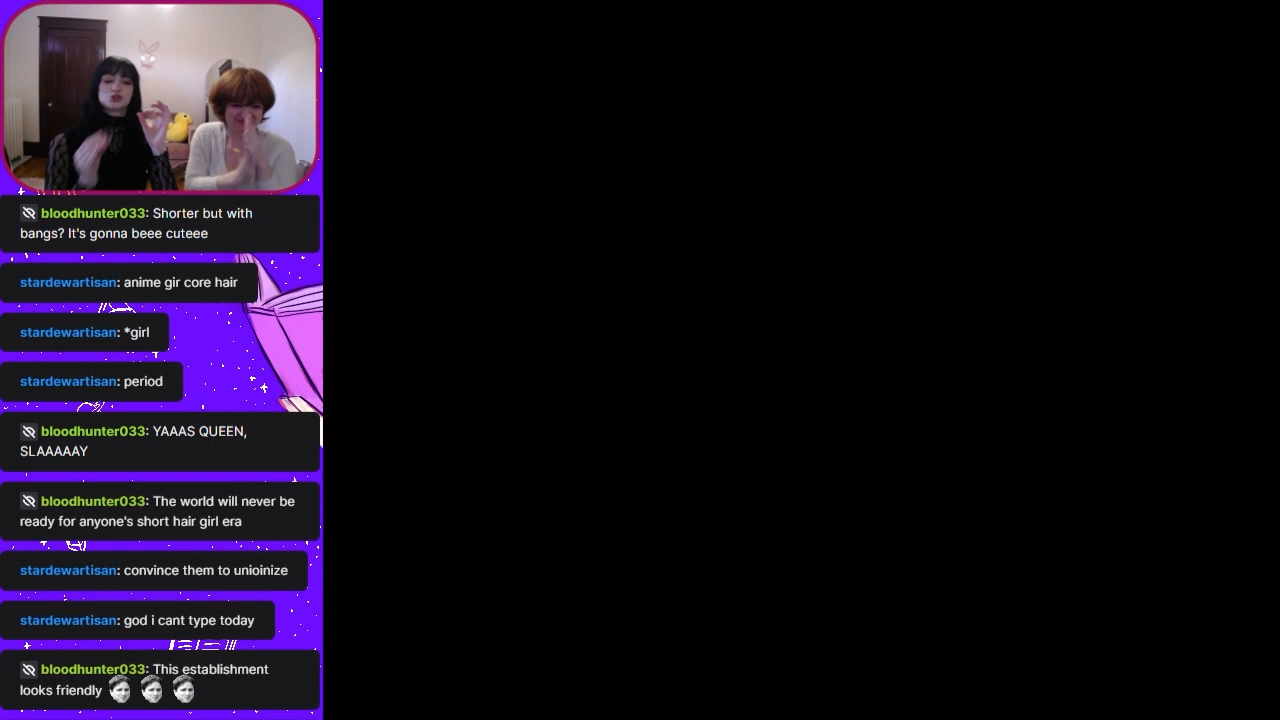 bloodhunter033: Shorter but with
bangs? It's gonna beee cuteee
stardewartisan: anime gir core hair
stardewartisan: *girl
stardewartisan: period
bloodhunter033: YAAAS QUEEN,
SLAAAAAY
bloodhunter033: The world will never be
ready for anyone's short hair girl era
stardewartisan: convince them to unioinize
stardewartisan: god i cant type today
bloodhunter033: This establishment
looks friendly